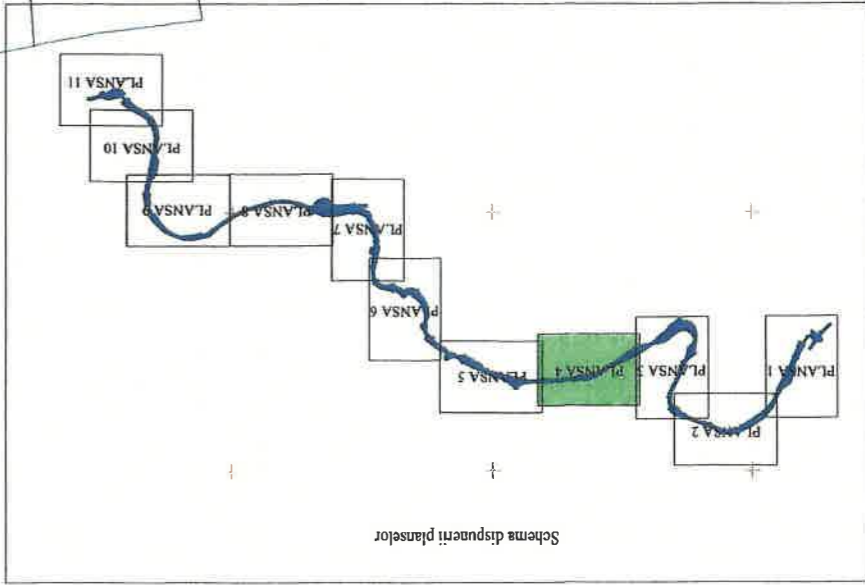 Schema dispunerii planselor
PLANSA 1
PLANSA 2
PLANSA 3
PLANSA 4
PLANSA 5
PLANSA 6
PLANSA 7
PLANSA 8
PLANSA 9
PLANSA 10
PLANSA 11